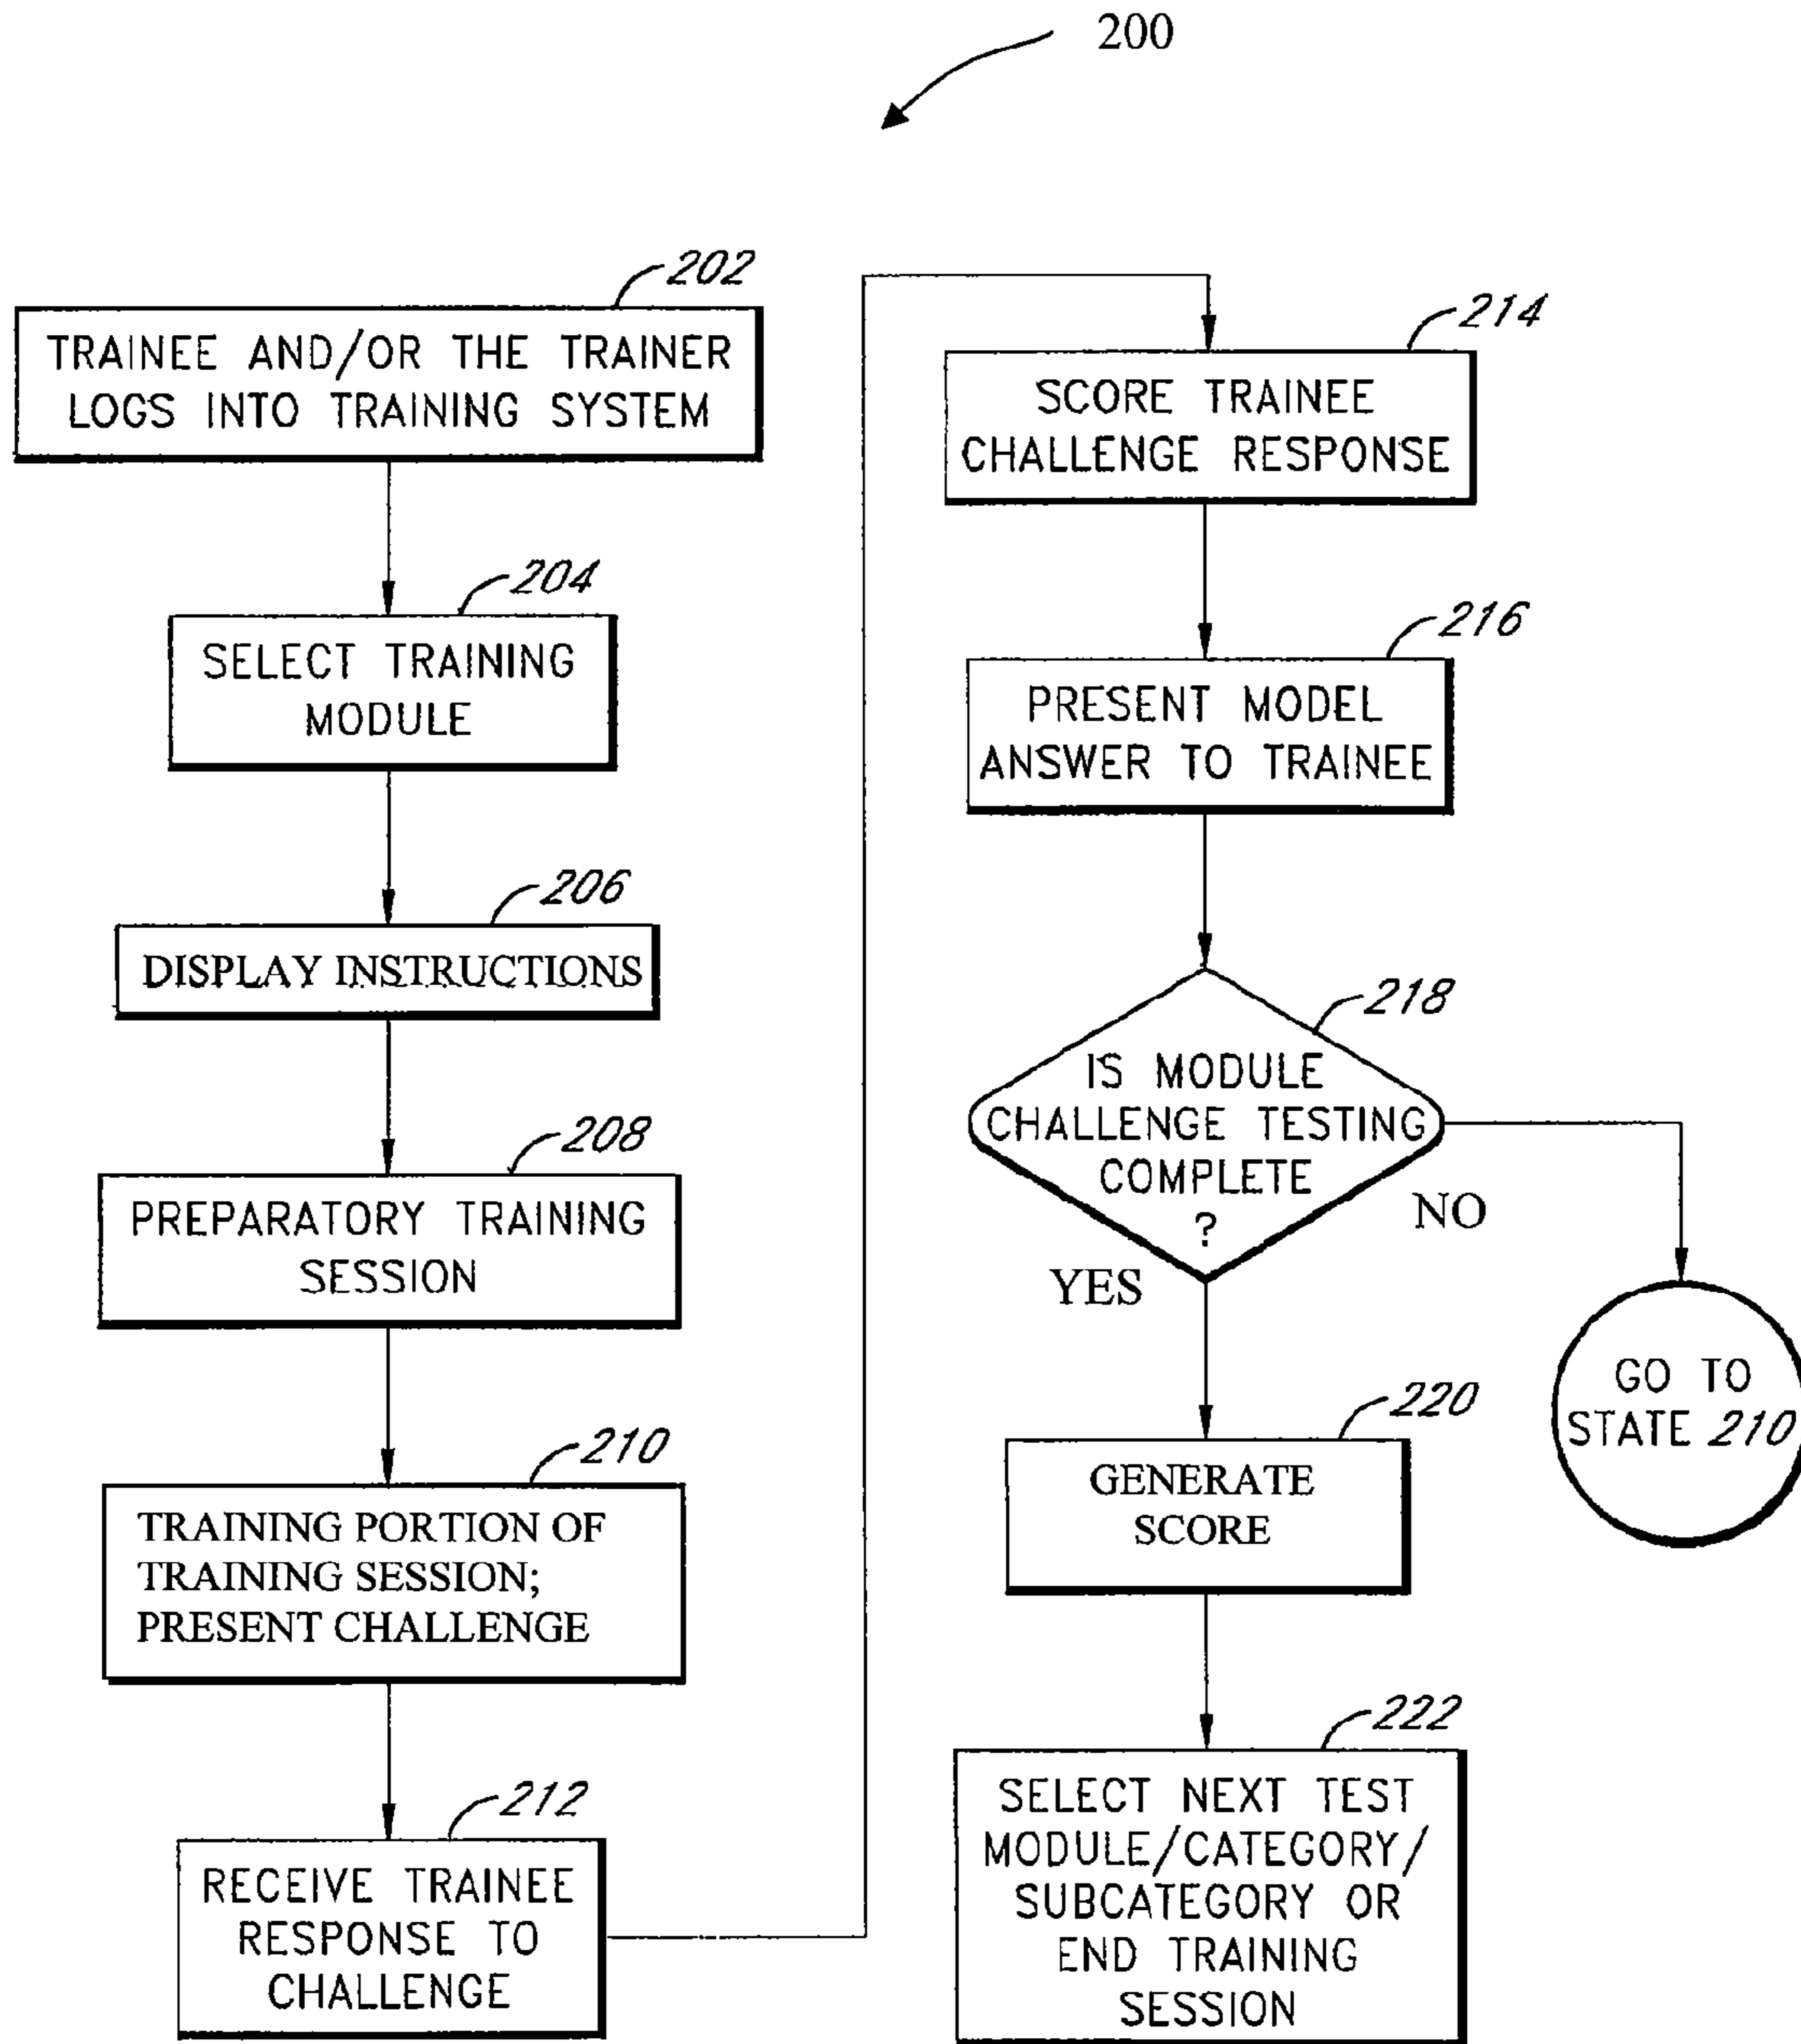 200
202
TRAINEE AND/OR THE TRAINER
LOGS INTO TRAINING SYSTEM
204
SELECT TRAINING
MODULE
206
DISPLAY INSTRUCTIONS
208
PREPARATORY TRAINING
SESSION
210
TRAINING PORTION OF
TRAINING SESSION;
PRESENT CHALLENGE
212
RECEIVE TRAINEE
RESPONSE TO
CHALLENGE
214
SCORE TRAINEE
CHALLENGE RESPONSE
216
PRESENT MODEL
ANSWER TO TRAINEE
218
IS MODULE
CHALLENGE TESTING
COMPLETE
?
NO
YES
GO TO
STATE 210
220
GENERATE
SCORE
222
SELECT NEXT TEST
MODULE/CATEGORY/
SUBCATEGORY OR
END TRAINING
SESSION